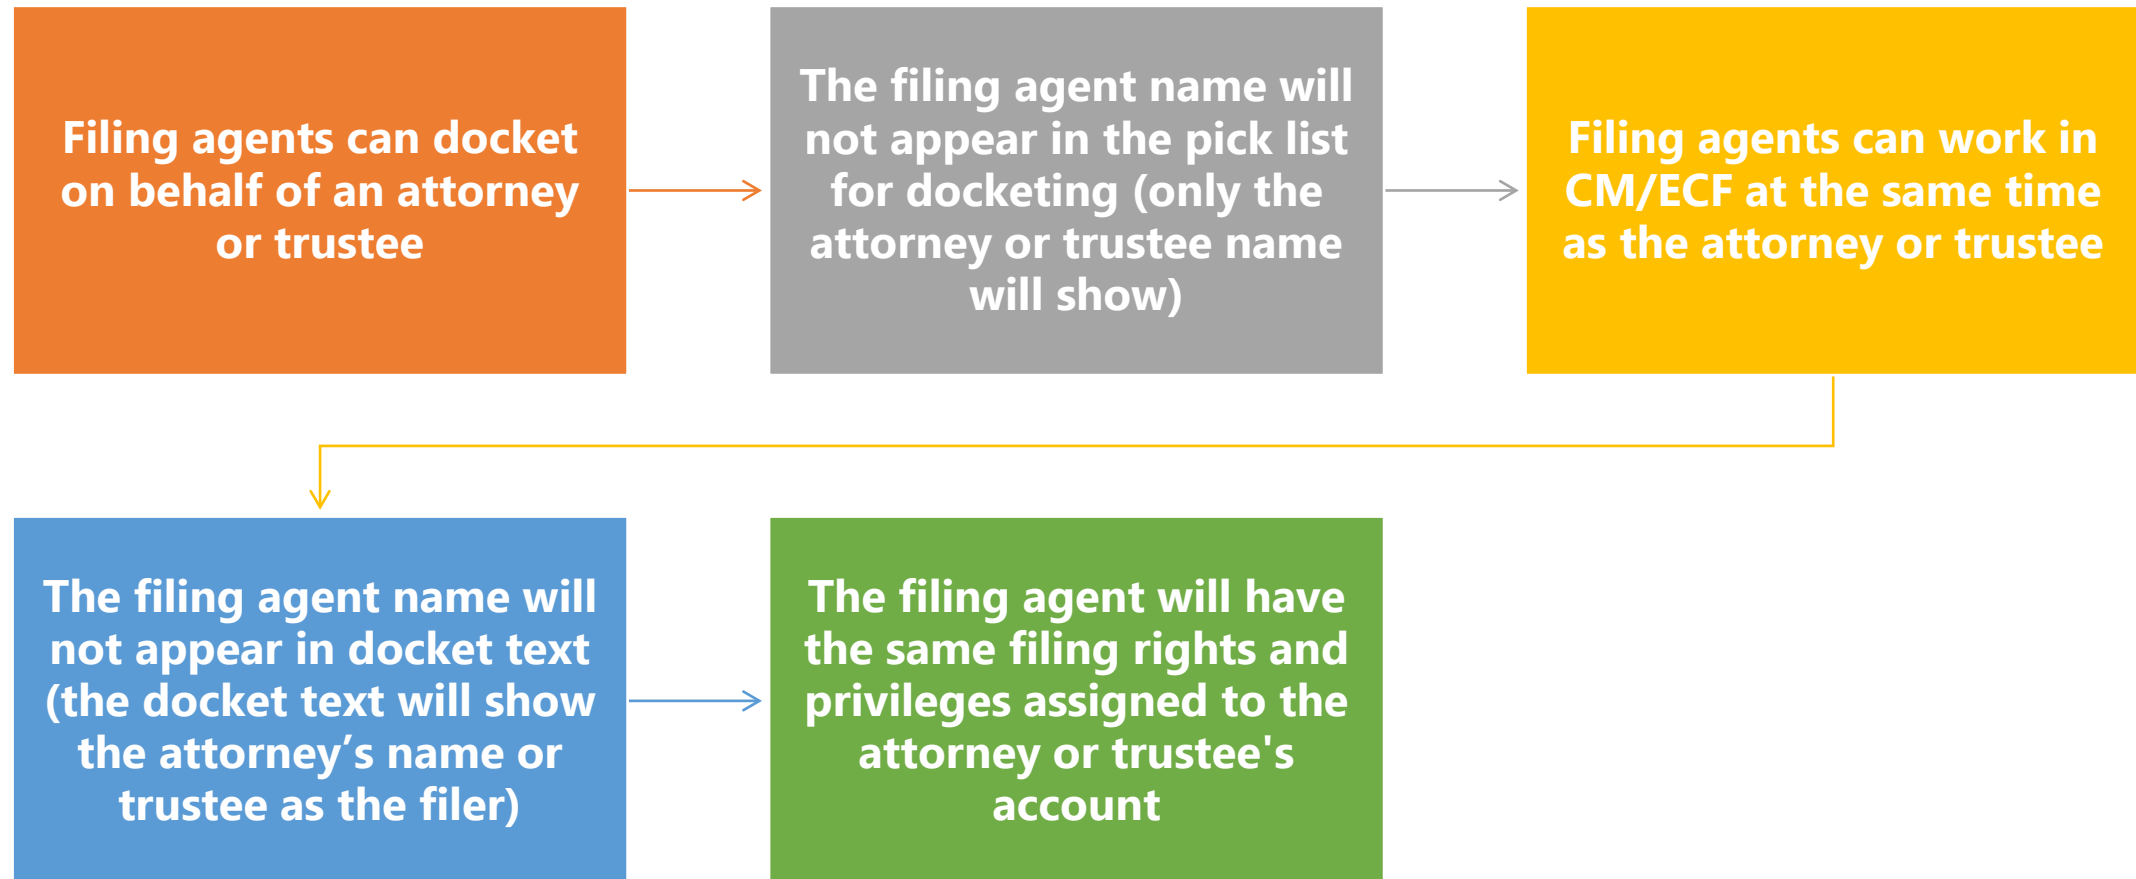 Filing agents can docket
on behalf of an attorney
or trustee
The filing agent name will
not appear in the pick list
for docketing (only the
attorney or trustee name
will show)
Filing agents can work in
CM/ECF at the same time
as the attorney or trustee
The filing agent name will
not appear in docket text
(the docket text will show
the attorney’s name or
trustee as the filer)
The filing agent will have
the same filing rights and
privileges assigned to the
attorney or trustee's
account